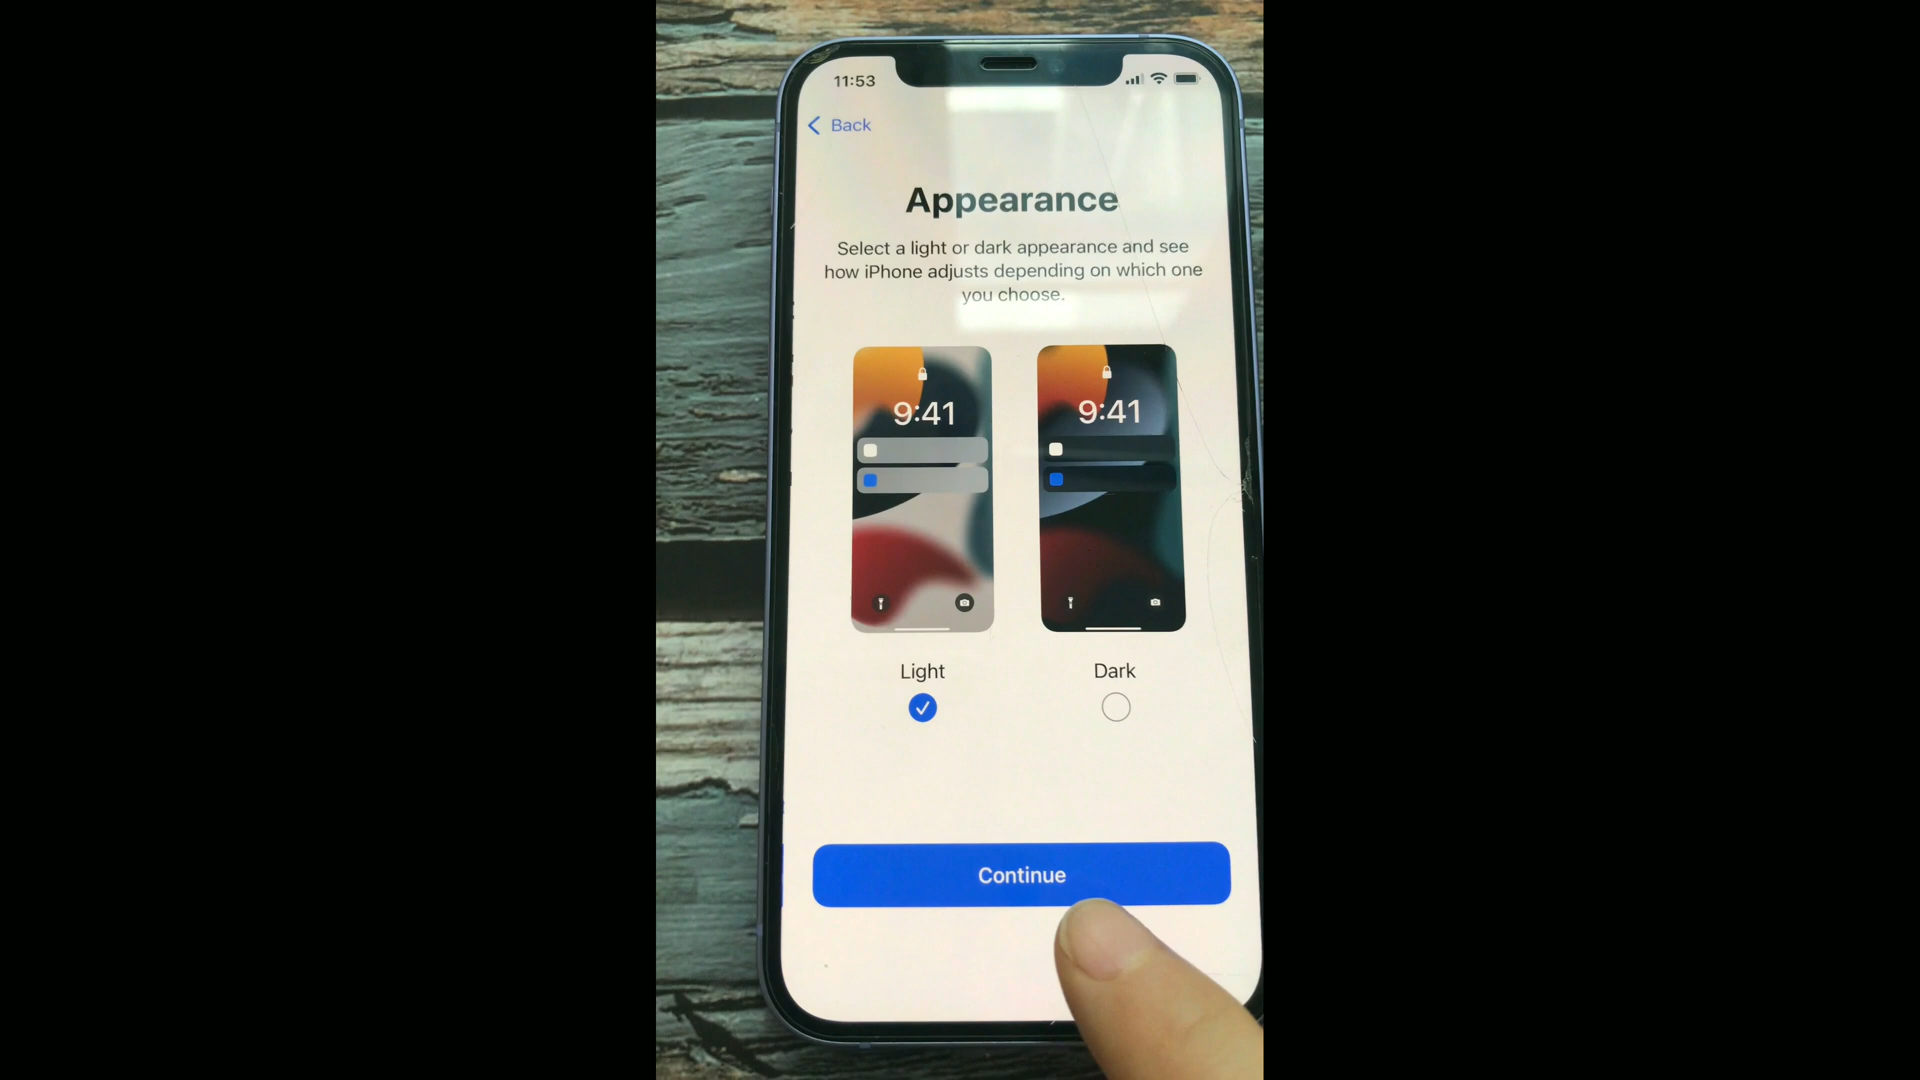 11:53
Back
Appearance
Select a light or dark appearance and see
how iPhone adjusts depending on which one
you choose.
9:41
9:41
Light
Dark
Continue